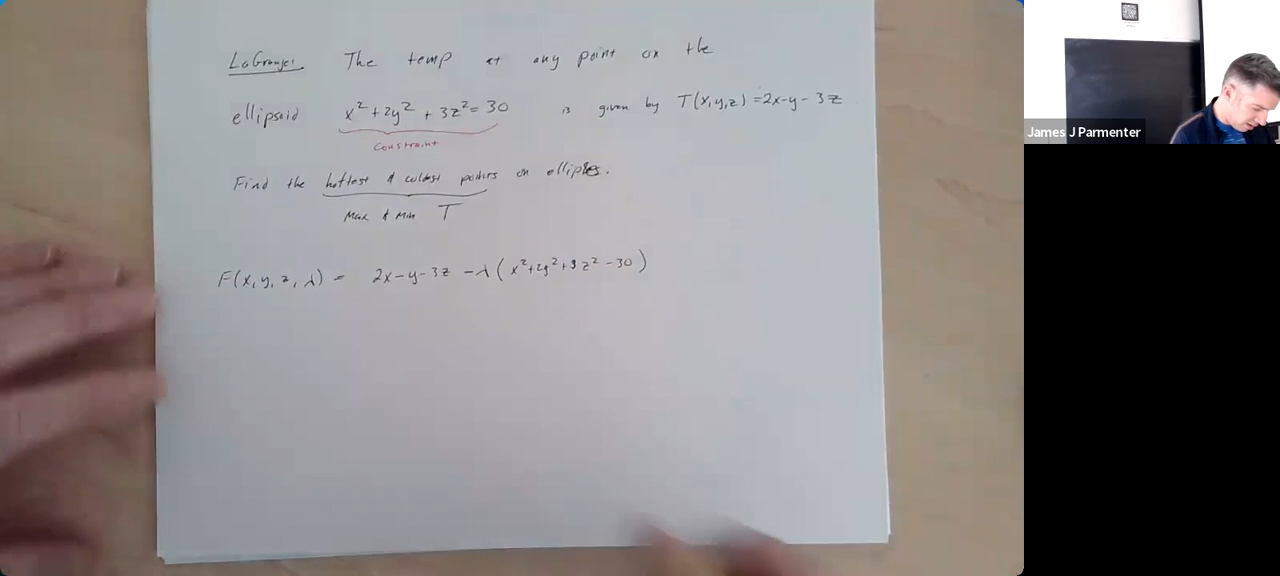 LaGrange: The temp at any point on the
ellipsoid x² + 2y² + 3z² = 30 is given by T(x,y,z) = 2x-y-3z
constraint
Find the hottest & coldest points on ellipses.
Max & Min T
F(x, y, z, λ) = 2x-y-3z -λ(x²+2y²+3z²-30)
James J Parmenter